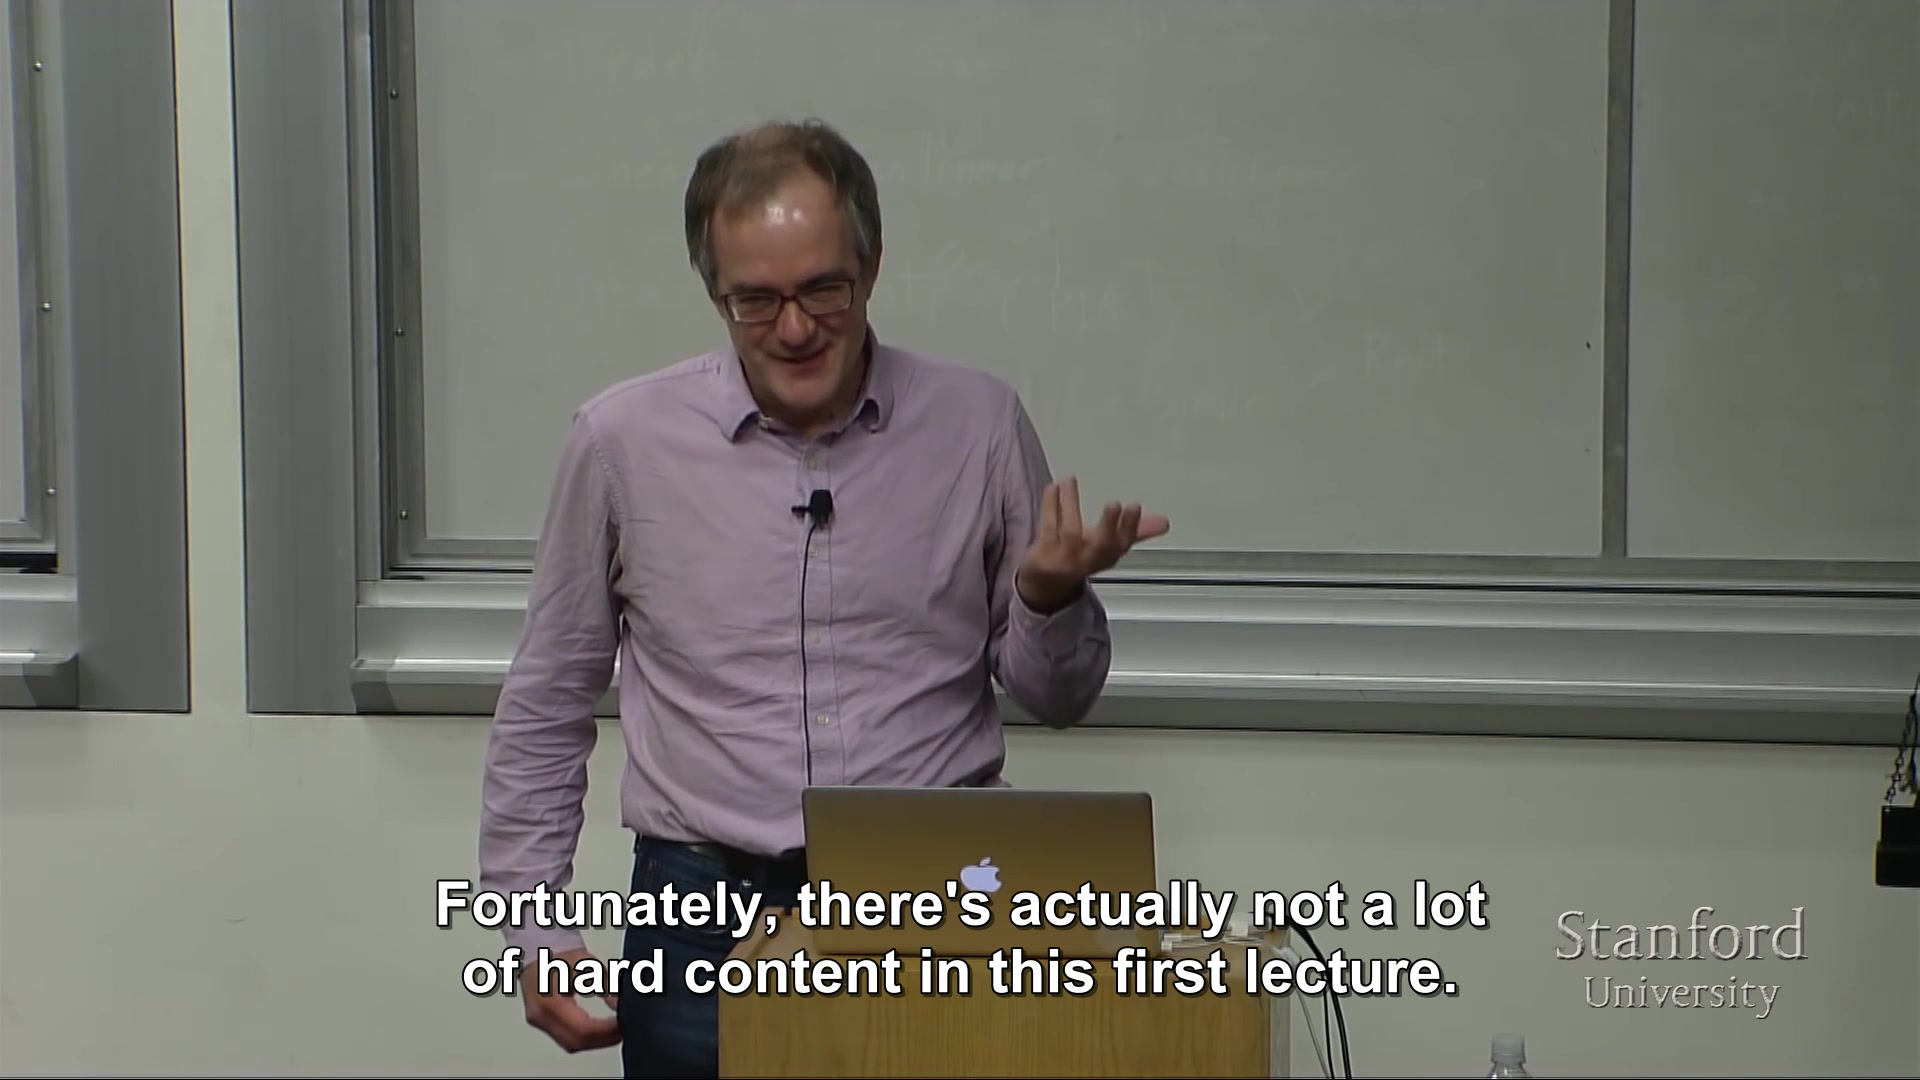 Fortunately, there's actually not a lot
of hard content in this first lecture.
Stanford
University